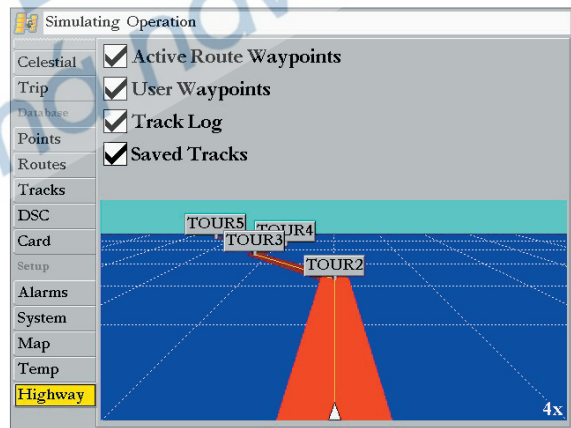 Simulating Operation
Celestial
Trip
Database
Points
Routes
Tracks
DSC
Card
Setup
Alarms
System
Map
Temp
Highway
Active Route Waypoints
User Waypoints
Track Log
Saved Tracks
TOUR5
TOUR4
TOUR3
TOUR2
4x